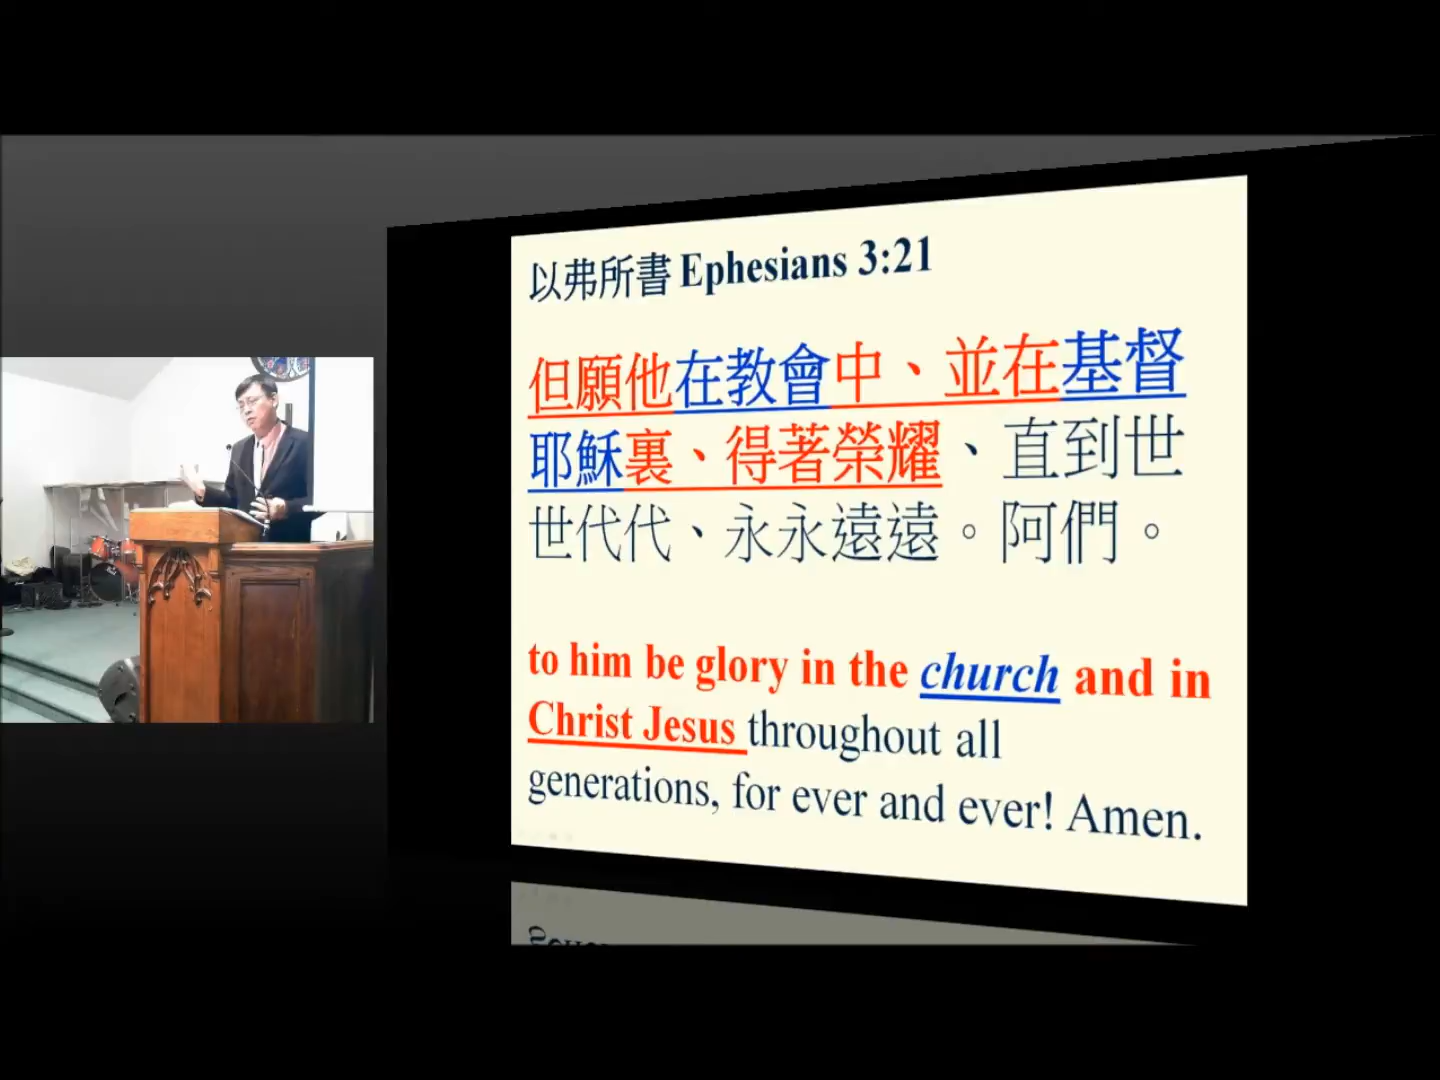 以弗所書 Ephesians 3:21
但願他在教會中、並在基督
耶穌裏、得著榮耀、直到世
世代代、永永遠遠。阿們。
to him be glory in the church and in
Christ Jesus throughout all
generations, for ever and ever! Amen.